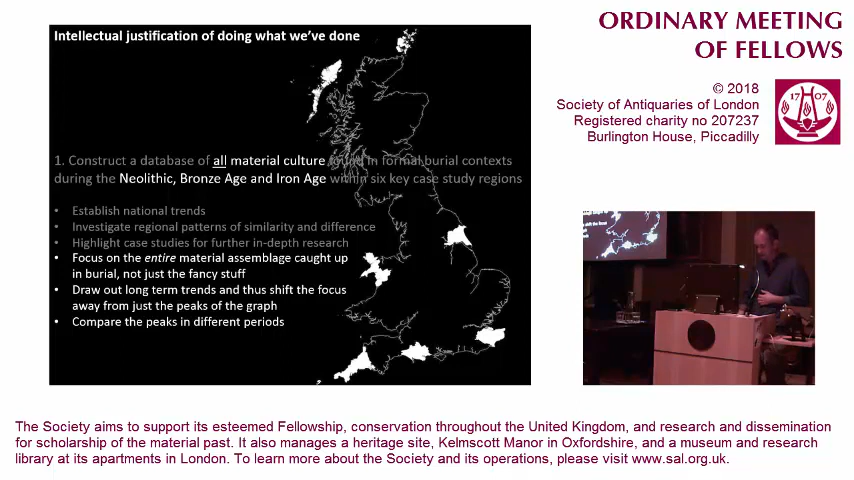 Intellectual justification of doing what we've done
1. Construct a database of all material culture found in formal burial contexts
during the Neolithic, Bronze Age and Iron Age within six key case study regions
• Establish national trends
• Investigate regional patterns of similarity and difference
• Highlight case studies for further in-depth research
• Focus on the entire material assemblage caught up
in burial, not just the fancy stuff
• Draw out long term trends and thus shift the focus
away from just the peaks of the graph
• Compare the peaks in different periods
ORDINARY MEETING
OF FELLOWS
© 2018
Society of Antiquaries of London
Registered charity no 207237
Burlington House, Piccadilly
17 07
The Society aims to support its esteemed Fellowship, conservation throughout the United Kingdom, and research and dissemination
for scholarship of the material past. It also manages a heritage site, Kelmscott Manor in Oxfordshire, and a museum and research
library at its apartments in London. To learn more about the Society and its operations, please visit www.sal.org.uk.